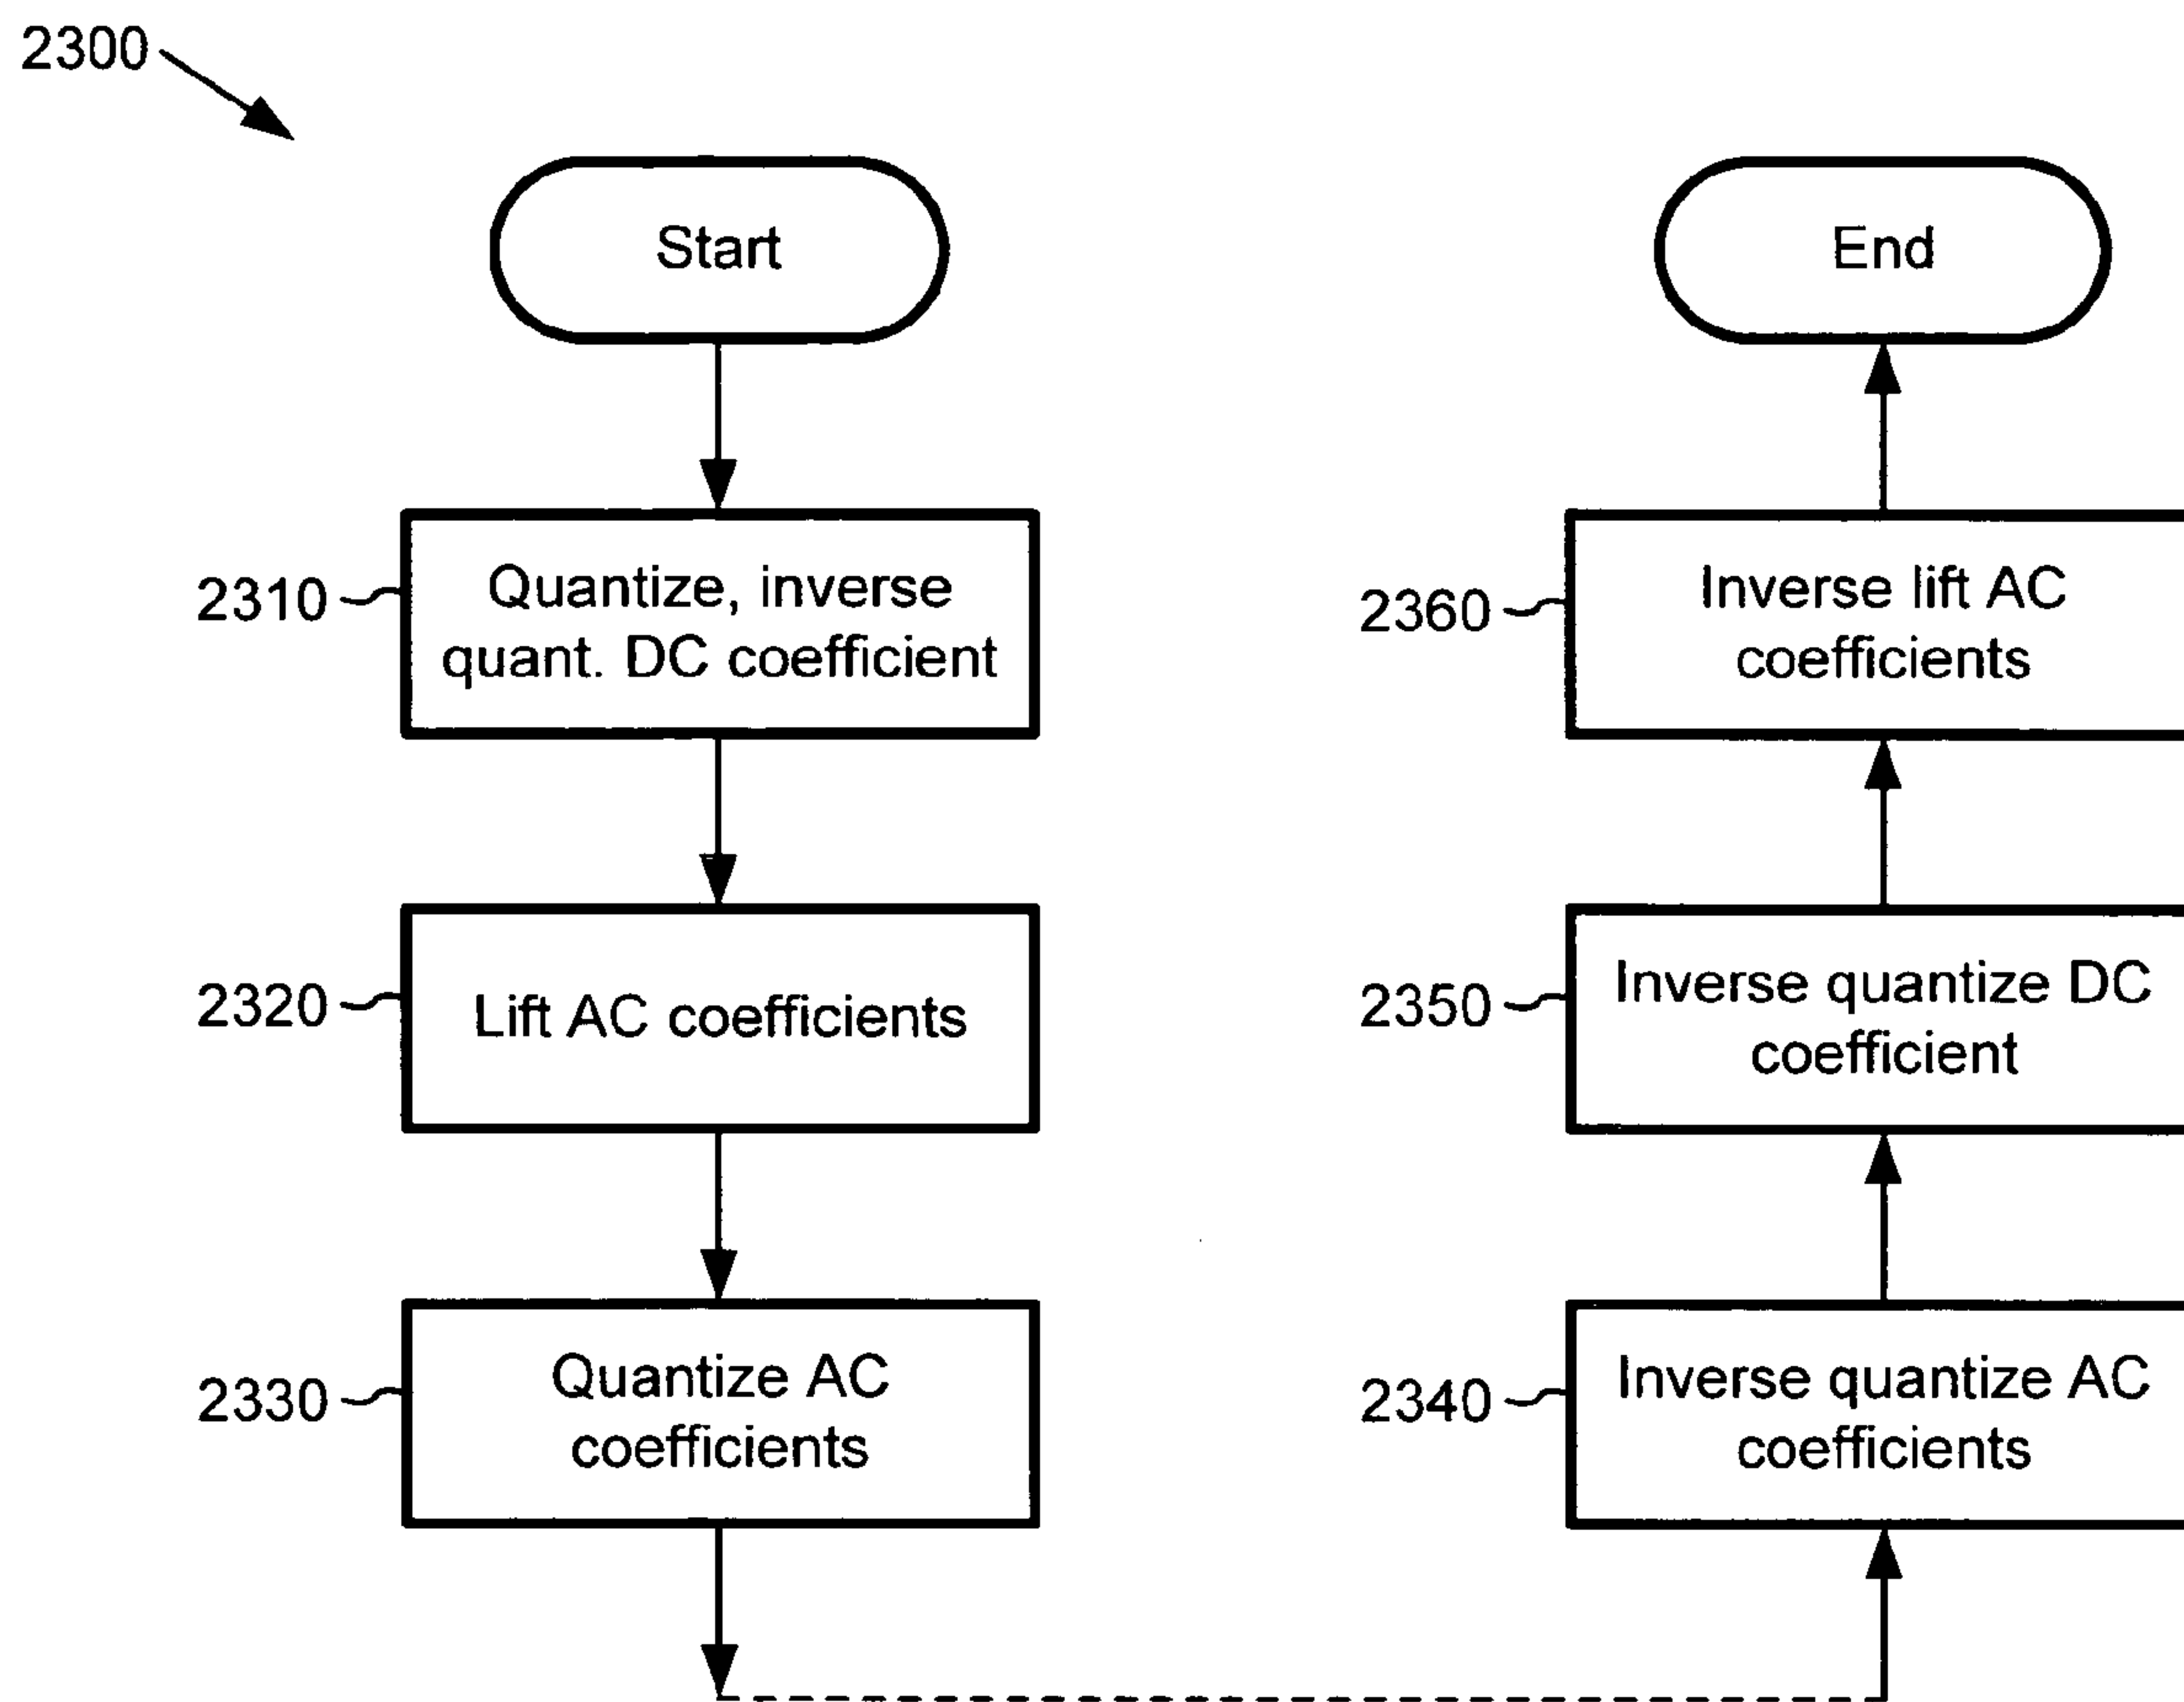 2300
Start
2310
Quantize, inverse
quant. DC coefficient
2320
Lift AC coefficients
2330
Quantize AC
coefficients
End
2360
Inverse lift AC
coefficients
2350
Inverse quantize DC
coefficient
2340
Inverse quantize AC
coefficients